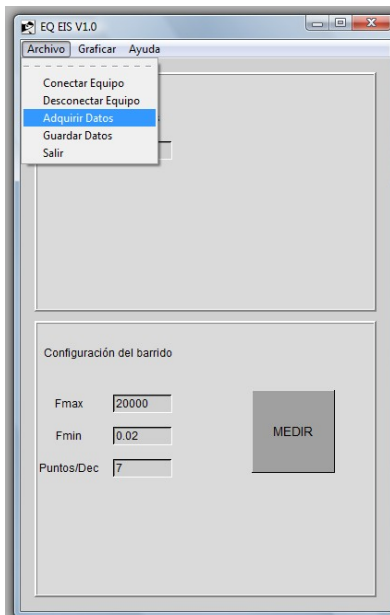 EQ EIS V1.0
Archivo Graficar Ayuda
Conectar Equipo
Desconectar Equipo
Adquirir Datos
Guardar Datos
Salir
Configuración del barrido
Fmax 20000
Fmin 0.02
MEDIR
Puntos/Dec 7